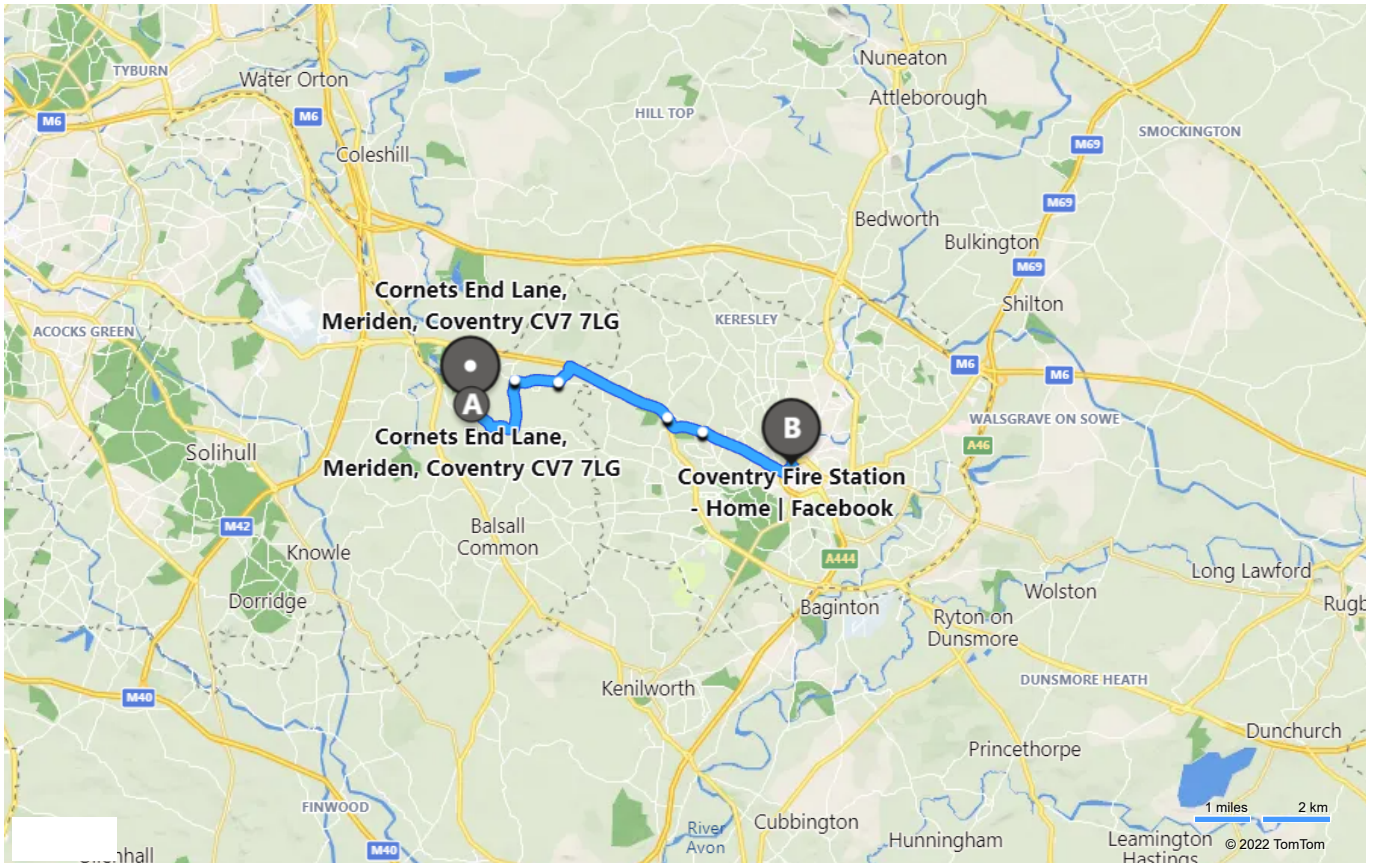 Nuneaton
TYBURN
Water Orton
Attleborough
HILL TOP
M6
M6
SMOCKINGTON
M69
Coleshill
M69
Bedworth
Bulkington
M69
Cornets End Lane,
Meriden, Coventry CV7 7LG
Shilton
KERESLEY
ACOCKS GREEN
M6
M6
A
WALSGRAVE ON SOWE
B
Cornets End Lane,
Meriden, Coventry CV7 7LG
A46
Solihull
Coventry Fire Station
- Home | Facebook
M42
Balsall
Common
Knowle
A444
Long Lawford
Wolston
Dorridge
Baginton
Rugb
Ryton on
Dunsmore
DUNSMORE HEATH
Kenilworth
M40
Dunchurch
Princethorpe
FINWOOD
1 miles
2 km
Cubbington
River
Avon
Hunningham
Leamington
Hastings
© 2022 TomTom
M40